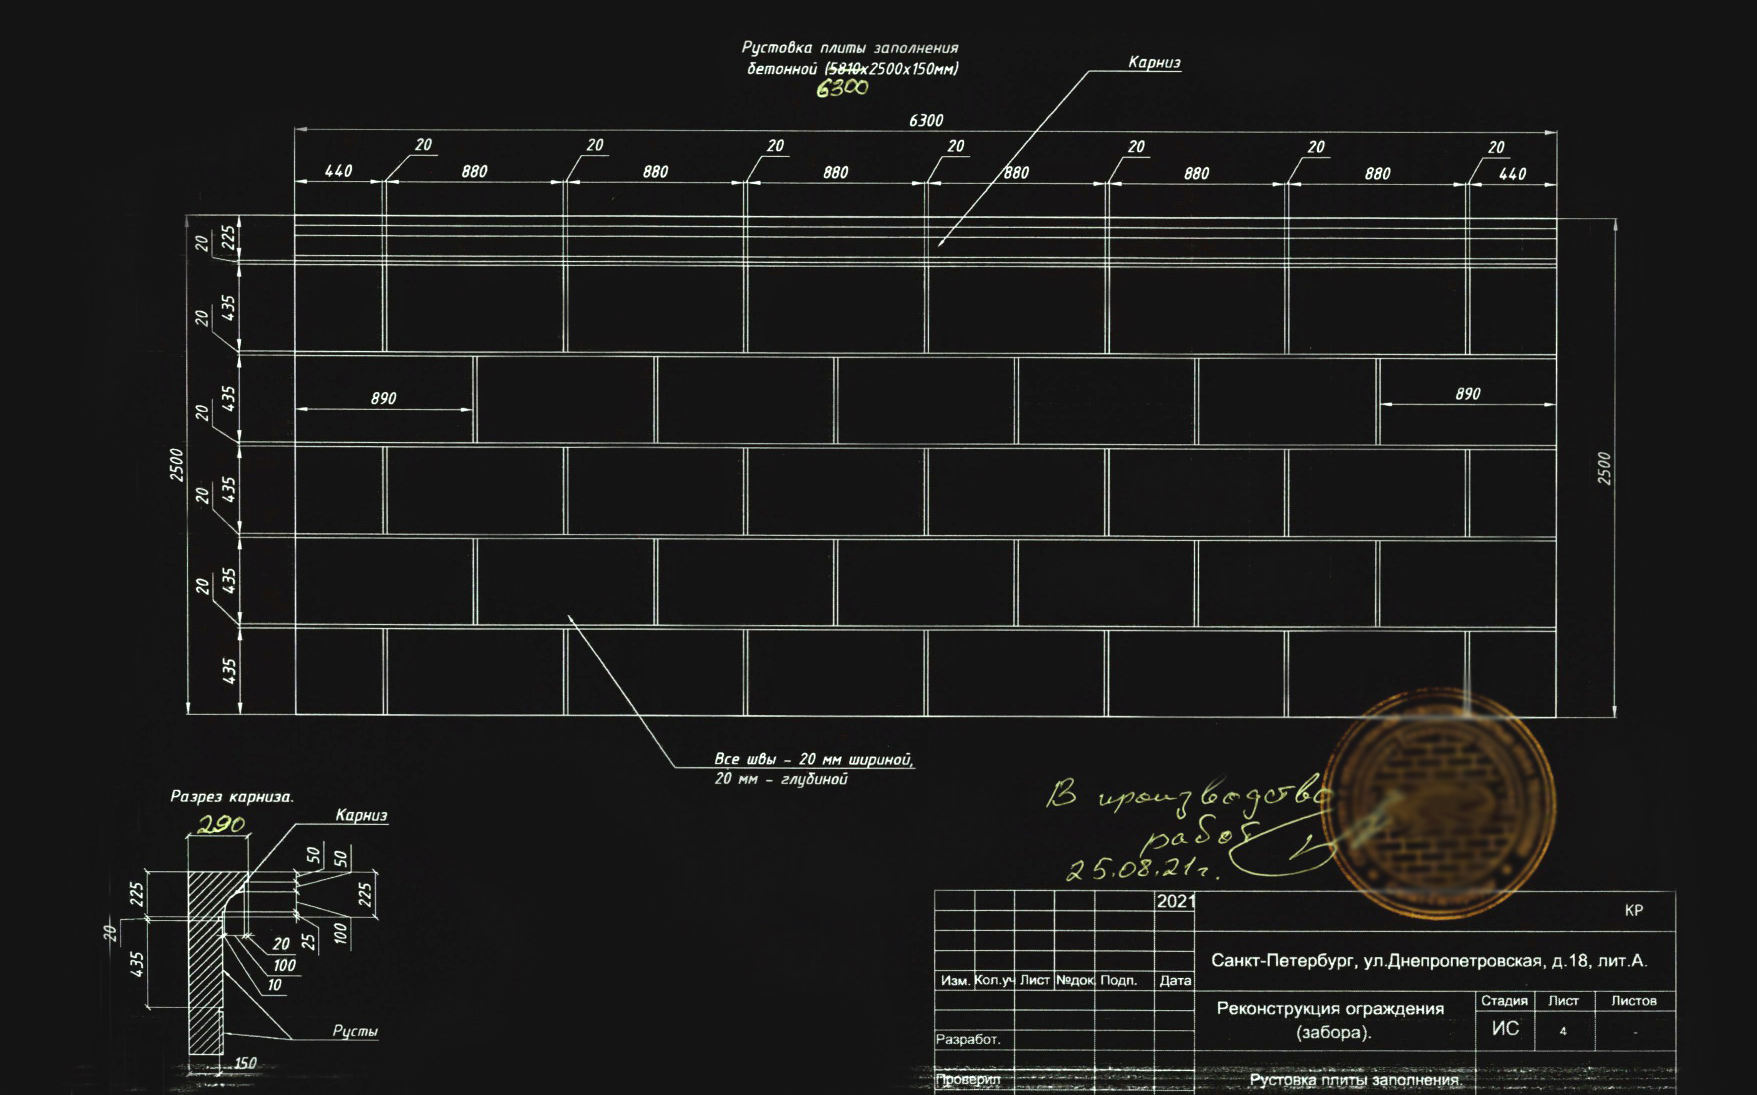 Рустовка плиты заполнения
бетонной (5810х2500х150мм)
6300
Карниз
6300
20 20 20 20 20 20 20
440 880 880 880 880 880 880 440
20 225
20 435
20 435
890 890
2500
2500
20 435
20 435
435
Все швы - 20 мм шириной,
20 мм - глубиной
Разрез карниза.
290
Карниз
50 50
225
225
20
435
20
100
10
25
100
Русты
150
В производство
работ
25.08.21г.
2021
КР
Санкт-Петербург, ул.Днепропетровская, д.18, лит.А.
Изм. Кол.уч Лист №док Подп. Дата
Реконструкция ограждения
(забора).
Стадия Лист Листов
ИС 4 -
Разработ.
Проверил
Рустовка плиты заполнения.